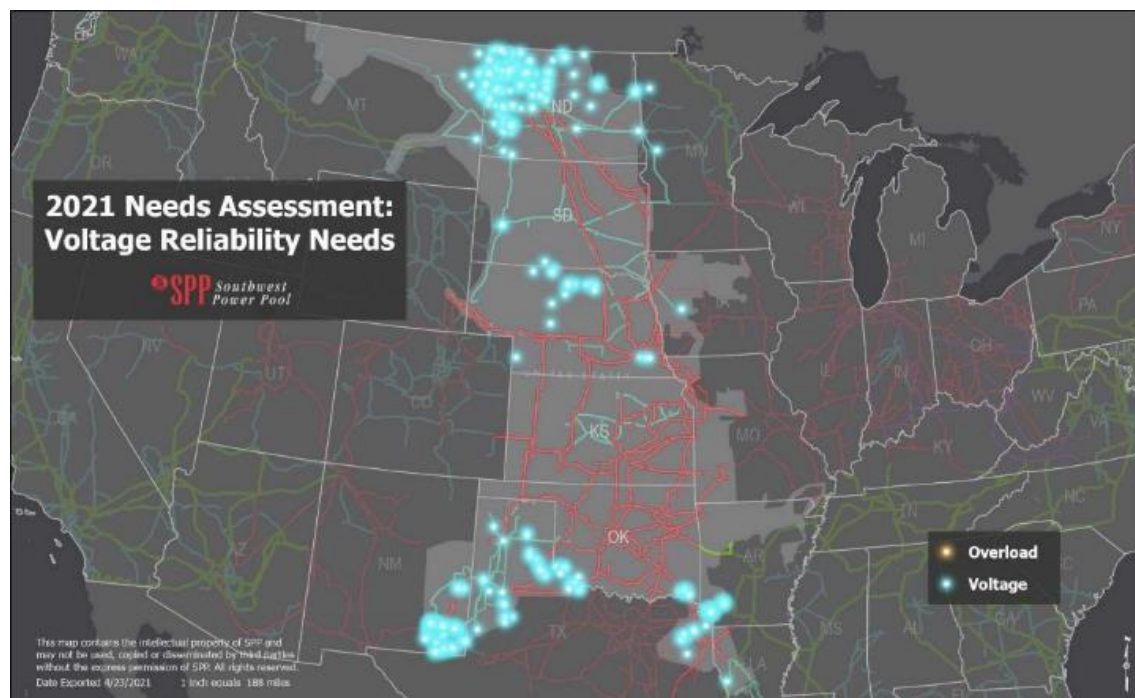 2021 Needs Assessment:
Voltage Reliability Needs
SPP Southwest
Power Pool
WA
MT
ND
MN
OR
SD
WI
MI
NY
PA
NV
UT
OH
IL
IN
WV
VA
CO
KS
MO
KY
CA
NC
TN
OK
AZ
NM
AR
Overload
Voltage
MS
AL
GA
TX
LA
This map contains the intellectual property of SPP and
may not be used, copied or disseminated by third parties
without the express permission of SPP. All rights reserved.
Date Exported 4/23/2021 1 inch equals 188 miles